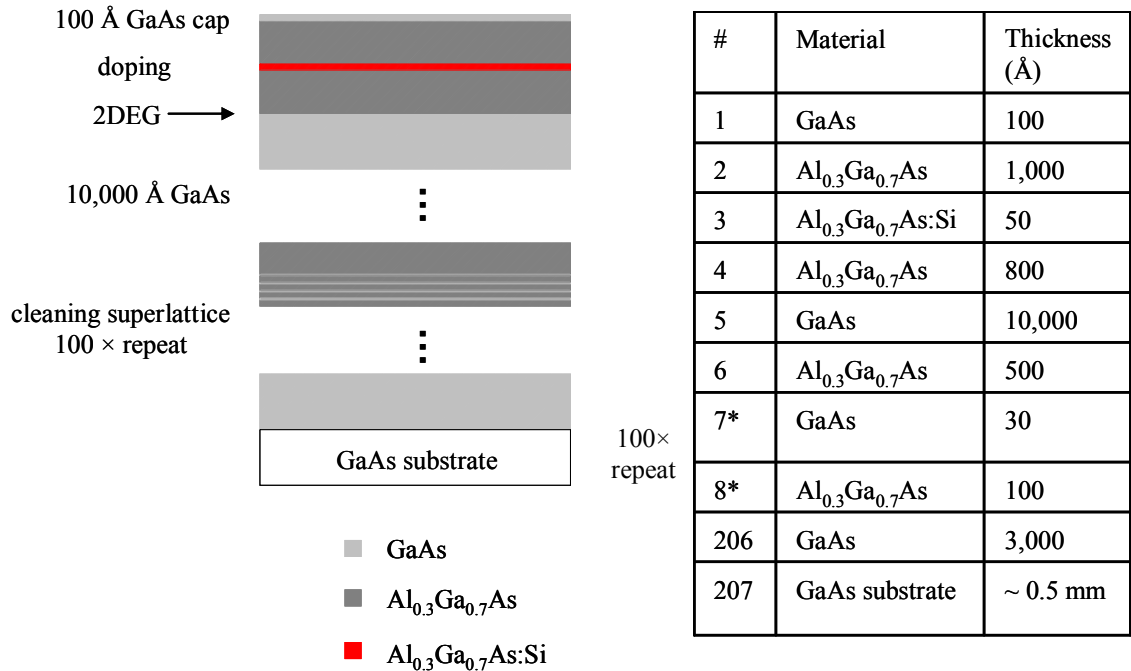 100 Å GaAs cap
doping
2DEG
10,000 Å GaAs
cleaning superlattice
100 × repeat
GaAs substrate
GaAs
Al0.3Ga0.7As
Al0.3Ga0.7As:Si
100×
repeat
# Material Thickness
(Å)
1 GaAs 100
2 Al0.3Ga0.7As 1,000
3 Al0.3Ga0.7As:Si 50
4 Al0.3Ga0.7As 800
5 GaAs 10,000
6 Al0.3Ga0.7As 500
7* GaAs 30
8* Al0.3Ga0.7As 100
206 GaAs 3,000
207 GaAs substrate ~ 0.5 mm